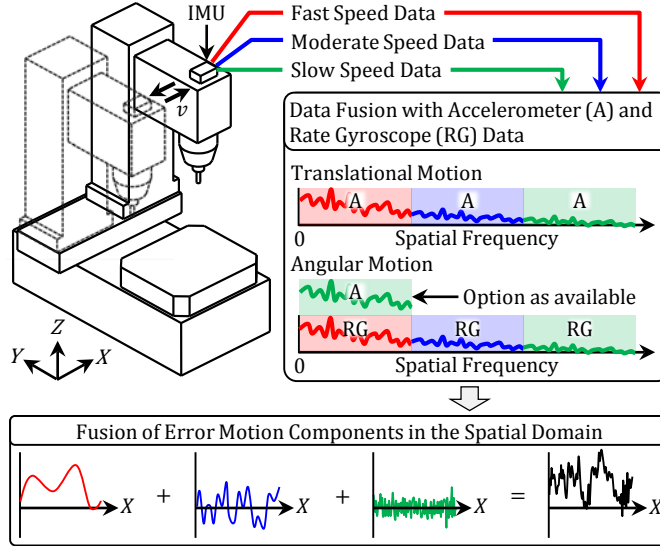 IMU
Fast Speed Data
Moderate Speed Data
Slow Speed Data
v
Data Fusion with Accelerometer (A) and
Rate Gyroscope (RG) Data
Translational Motion
A A A
0 Spatial Frequency
Angular Motion
A Option as available
RG RG RG
0 Spatial Frequency
Z
Y X
Fusion of Error Motion Components in the Spatial Domain
X + X + X = X